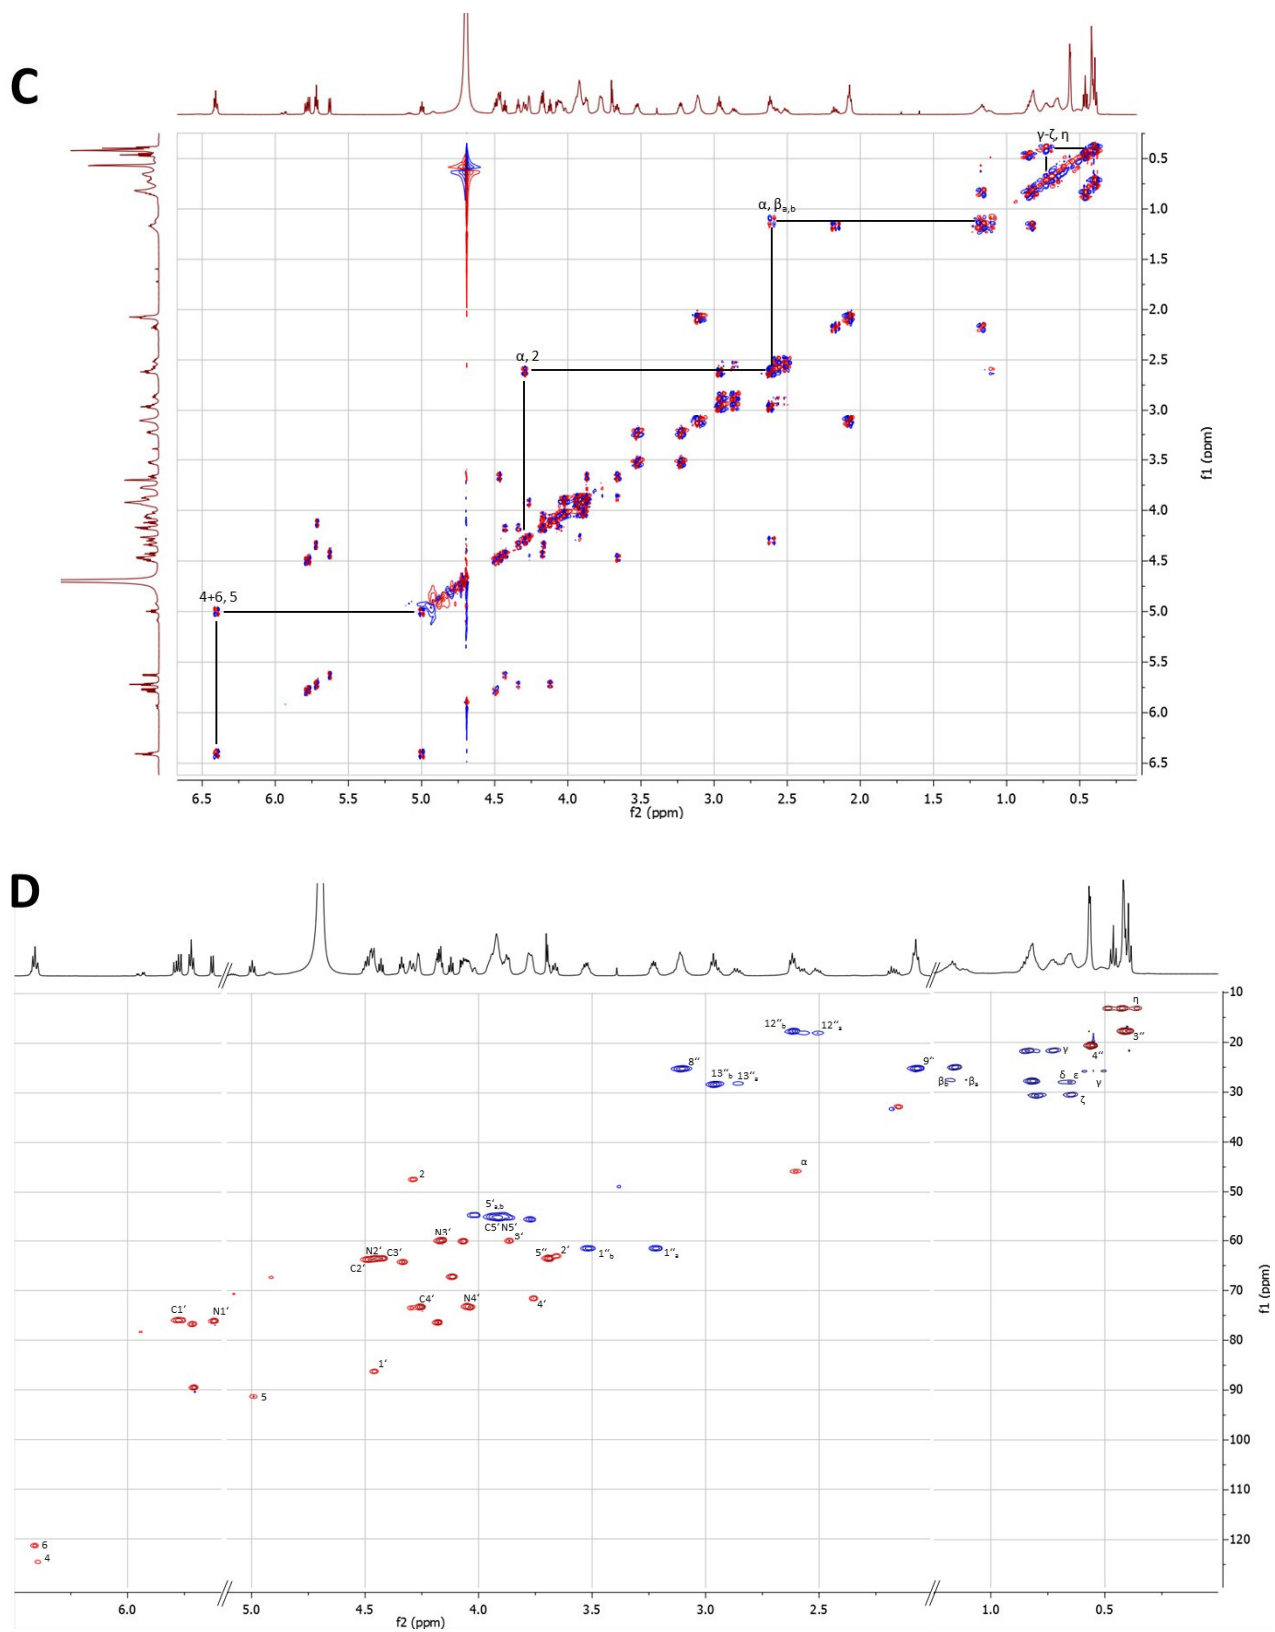 C
γ-ζ, η
0.5
α, βa,b
1.0
1.5
2.0
α, 2
2.5
3.0
3.5
f1 (ppm)
4.0
4.5
4+6, 5
5.0
5.5
6.0
6.5
6.5 6.0 5.5 5.0 4.5 4.0 3.5 3.0 2.5 2.0 1.5 1.0 0.5
f2 (ppm)
D
10
η
12’’b 12’’a 3’’
20
4’’ γ
8’’ 9’’
13’’b 13’’a
βb βa δ ε γ
30
ζ
40
α
2
50
5’a,b
C5’ N5’
N3’ 3’
60
N2’ C3’ 5’’ 2’ 1’’b 1’’a
C2’
70
C4’ N4’ 4’
C1’ N1’
80
1’
5
90
100
110
120
6
4
f1 (ppm)
6.0 5.0 4.5 4.0 3.5 3.0 2.5 1.0 0.5
f2 (ppm)